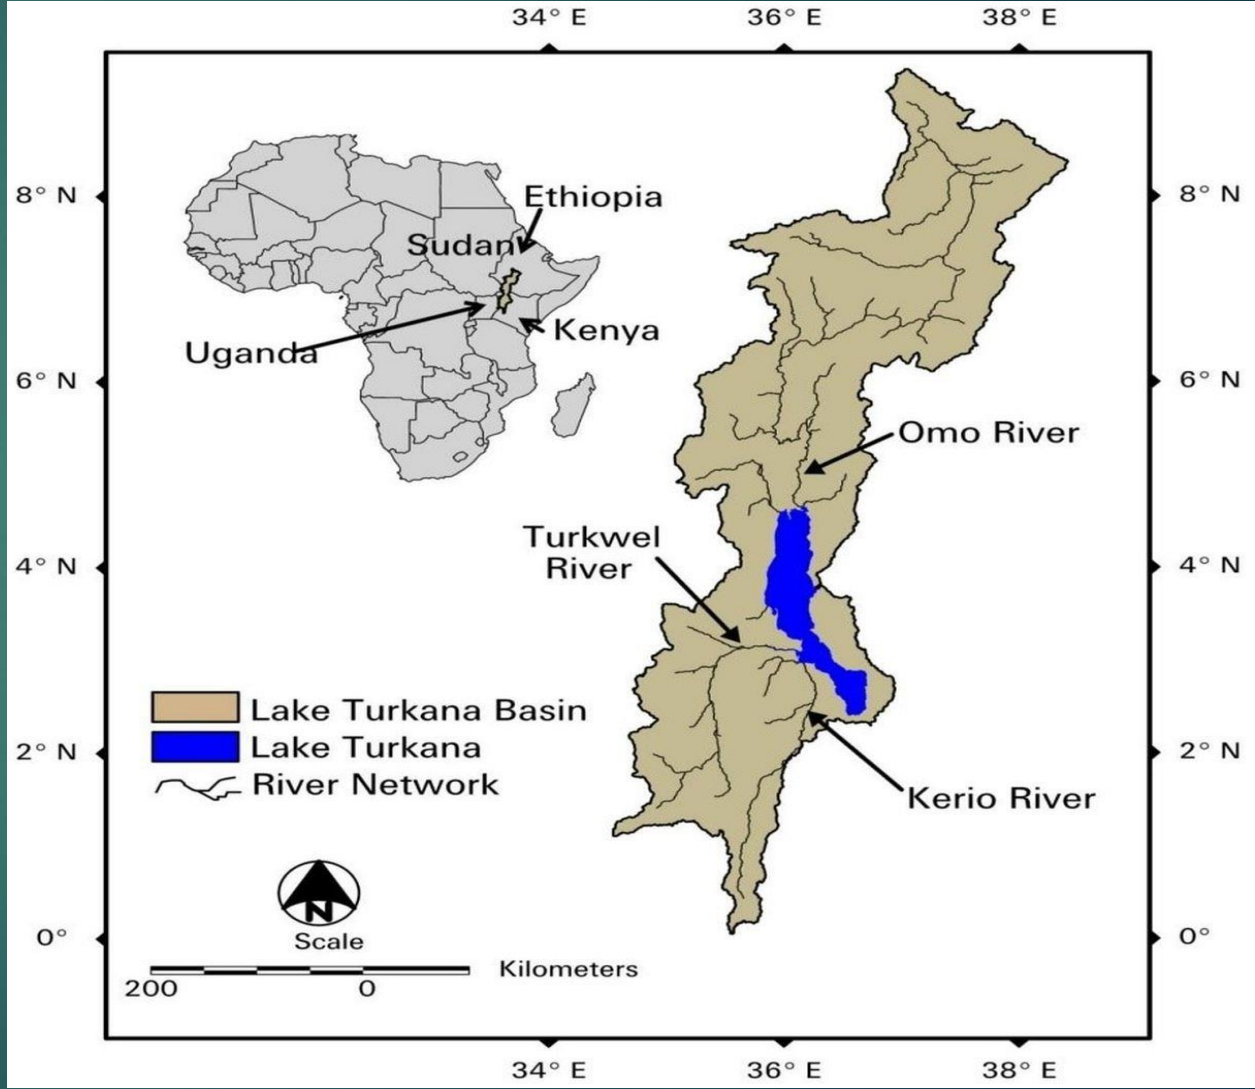 34° E 36° E 38° E
8° N
8° N
Ethiopia
Sudan
Kenya
Uganda
6° N
6° N
Omo River
Turkwel
River
4° N
4° N
Lake Turkana Basin
Lake Turkana
River Network
2° N
2° N
Kerio River
N
Scale
0°
0°
Kilometers
200 0
34° E 36° E 38° E